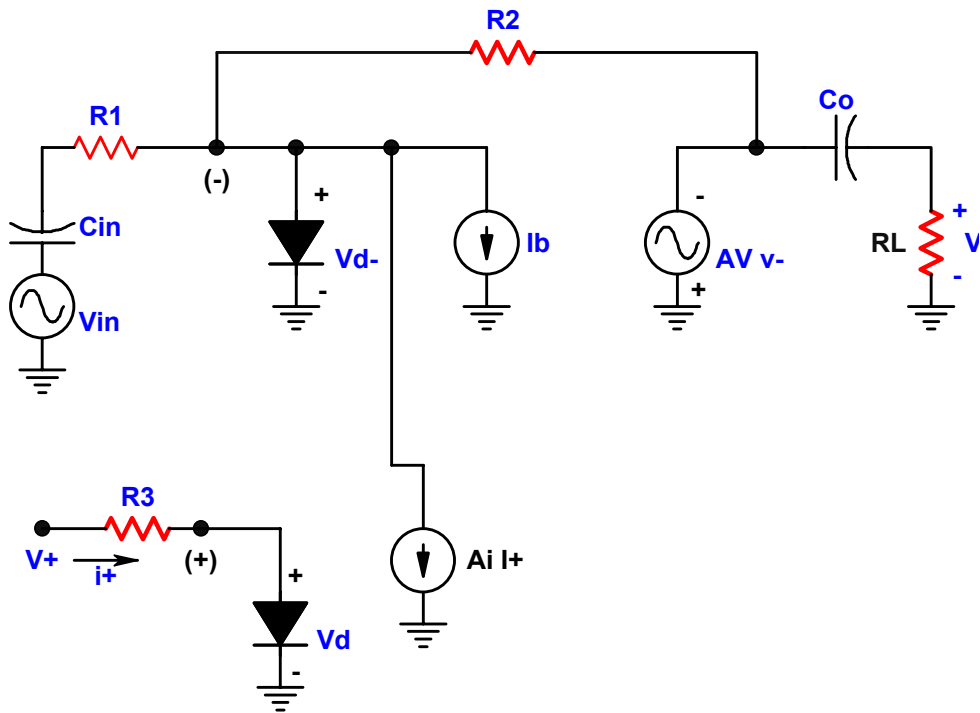 R2
Co
R1
(-)
+
-
+
Cin
Vd-
Ib
AV v-
RL
V
-
+
-
Vin
R3
V+
i+
(+)
+
Ai I+
Vd
-